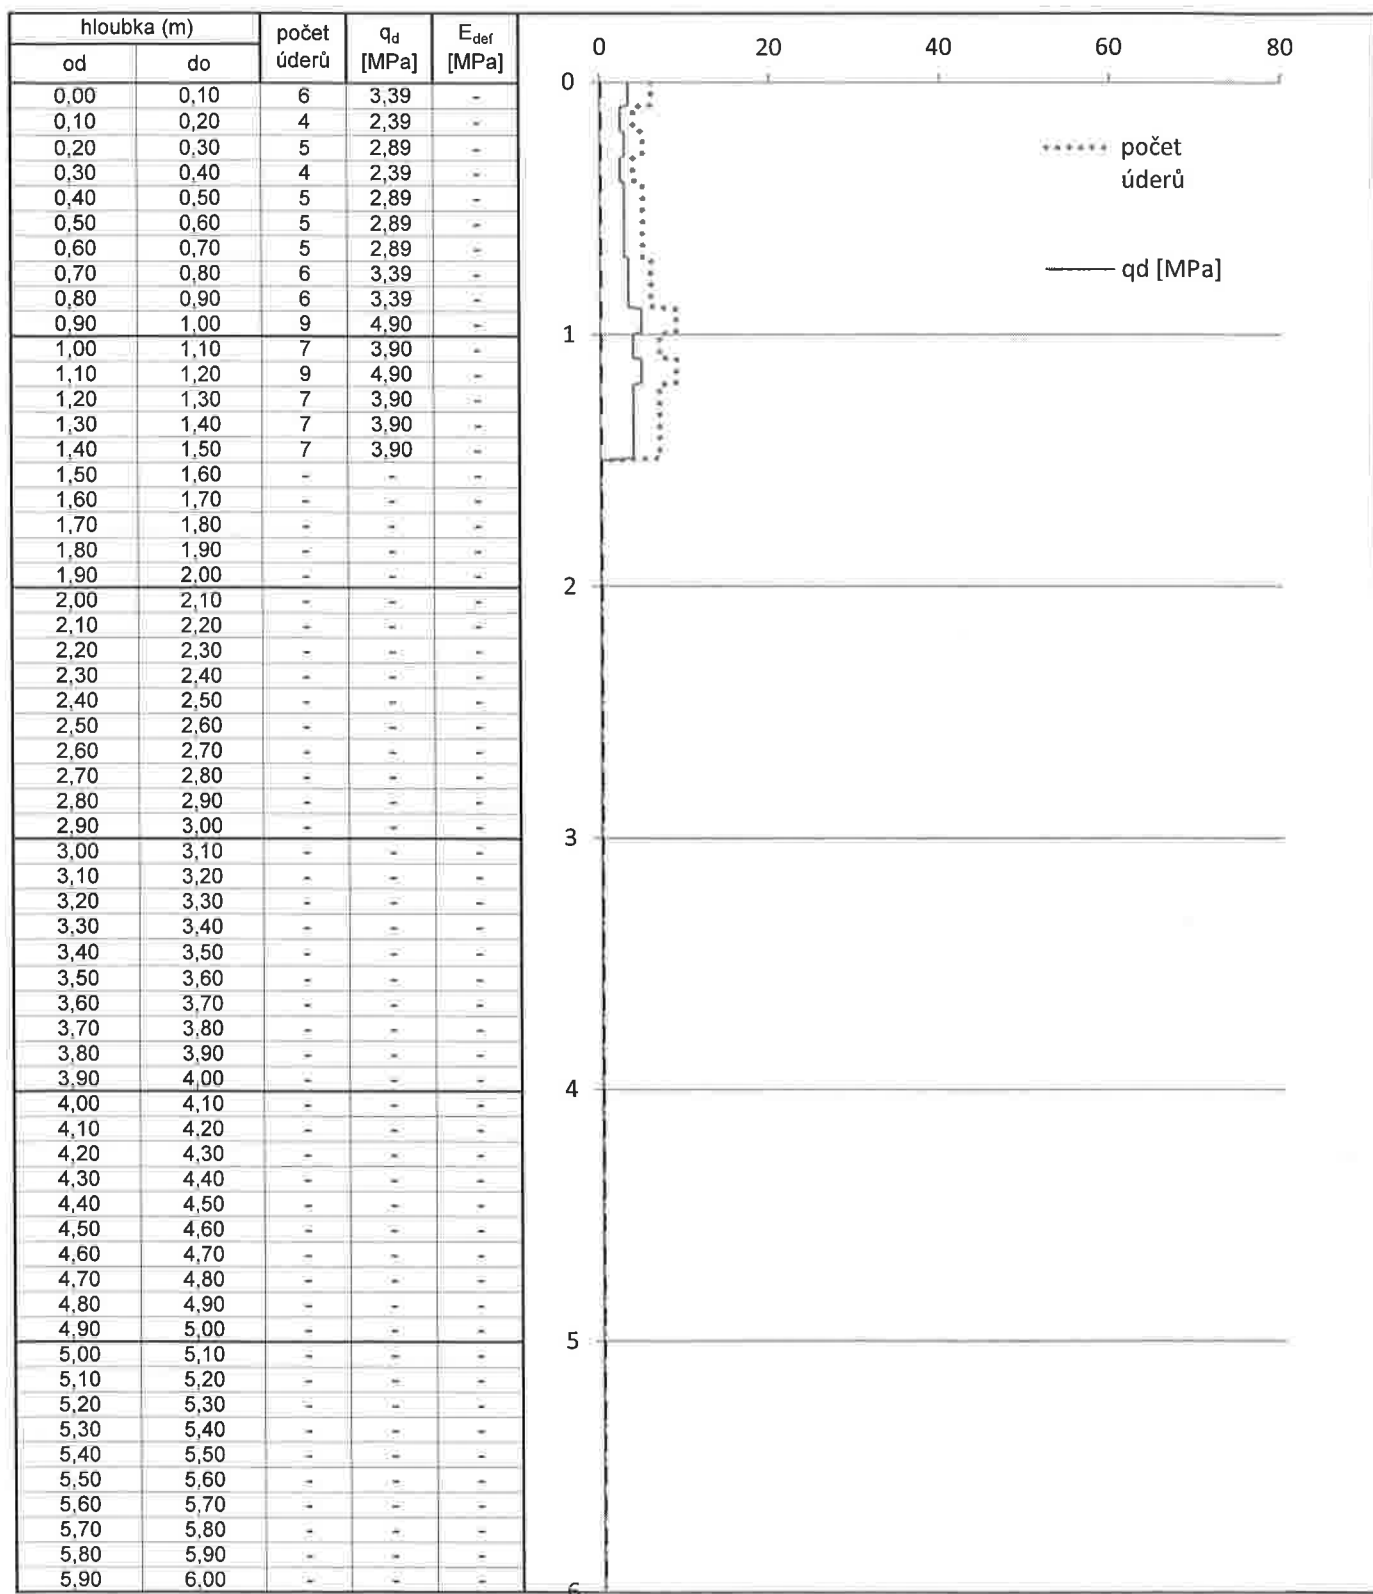 hloubka (m) počet úderů qd [MPa] Edef [MPa]
od do
0,00 0,10 6 3,39 -
0,10 0,20 4 2,39 -
0,20 0,30 5 2,89 -
0,30 0,40 4 2,39 -
0,40 0,50 5 2,89 -
0,50 0,60 5 2,89 -
0,60 0,70 5 2,89 -
0,70 0,80 6 3,39 -
0,80 0,90 6 3,39 -
0,90 1,00 9 4,90 -
1,00 1,10 7 3,90 -
1,10 1,20 9 4,90 -
1,20 1,30 7 3,90 -
1,30 1,40 7 3,90 -
1,40 1,50 7 3,90 -
1,50 1,60 - - -
1,60 1,70 - - -
1,70 1,80 - - -
1,80 1,90 - - -
1,90 2,00 - - -
2,00 2,10 - - -
2,10 2,20 - - -
2,20 2,30 - - -
2,30 2,40 - - -
2,40 2,50 - - -
2,50 2,60 - - -
2,60 2,70 - - -
2,70 2,80 - - -
2,80 2,90 - - -
2,90 3,00 - - -
3,00 3,10 - - -
3,10 3,20 - - -
3,20 3,30 - - -
3,30 3,40 - - -
3,40 3,50 - - -
3,50 3,60 - - -
3,60 3,70 - - -
3,70 3,80 - - -
3,80 3,90 - - -
3,90 4,00 - - -
4,00 4,10 - - -
4,10 4,20 - - -
4,20 4,30 - - -
4,30 4,40 - - -
4,40 4,50 - - -
4,50 4,60 - - -
4,60 4,70 - - -
4,70 4,80 - - -
4,80 4,90 - - -
4,90 5,00 - - -
5,00 5,10 - - -
5,10 5,20 - - -
5,20 5,30 - - -
5,30 5,40 - - -
5,40 5,50 - - -
5,50 5,60 - - -
5,60 5,70 - - -
5,70 5,80 - - -
5,80 5,90 - - -
5,90 6,00 - - -
0 20 40 60 80
0
1
2
3
4
5
6
počet
úderů
qd [MPa]